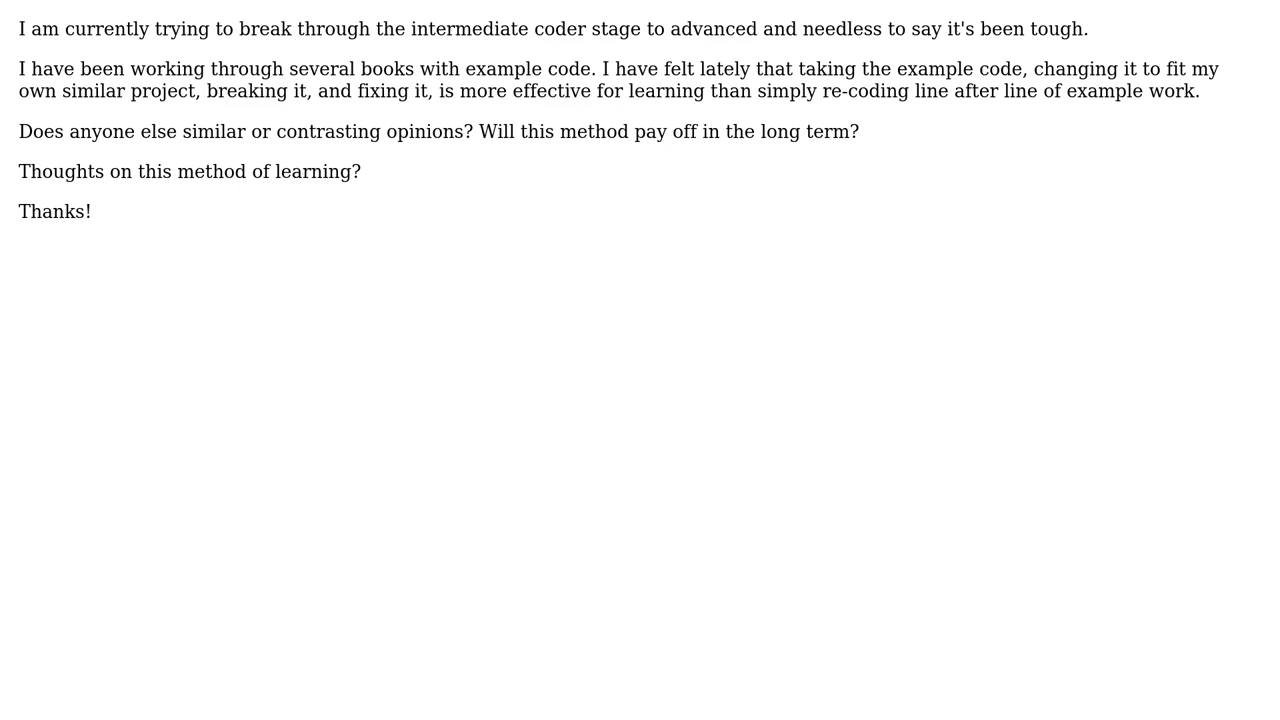 I am currently trying to break through the intermediate coder stage to advanced and needless to say it's been tough.
I have been working through several books with example code. I have felt lately that taking the example code, changing it to fit my
own similar project, breaking it, and fixing it, is more effective for learning than simply re-coding line after line of example work.
Does anyone else similar or contrasting opinions? Will this method pay off in the long term?
Thoughts on this method of learning?
Thanks!